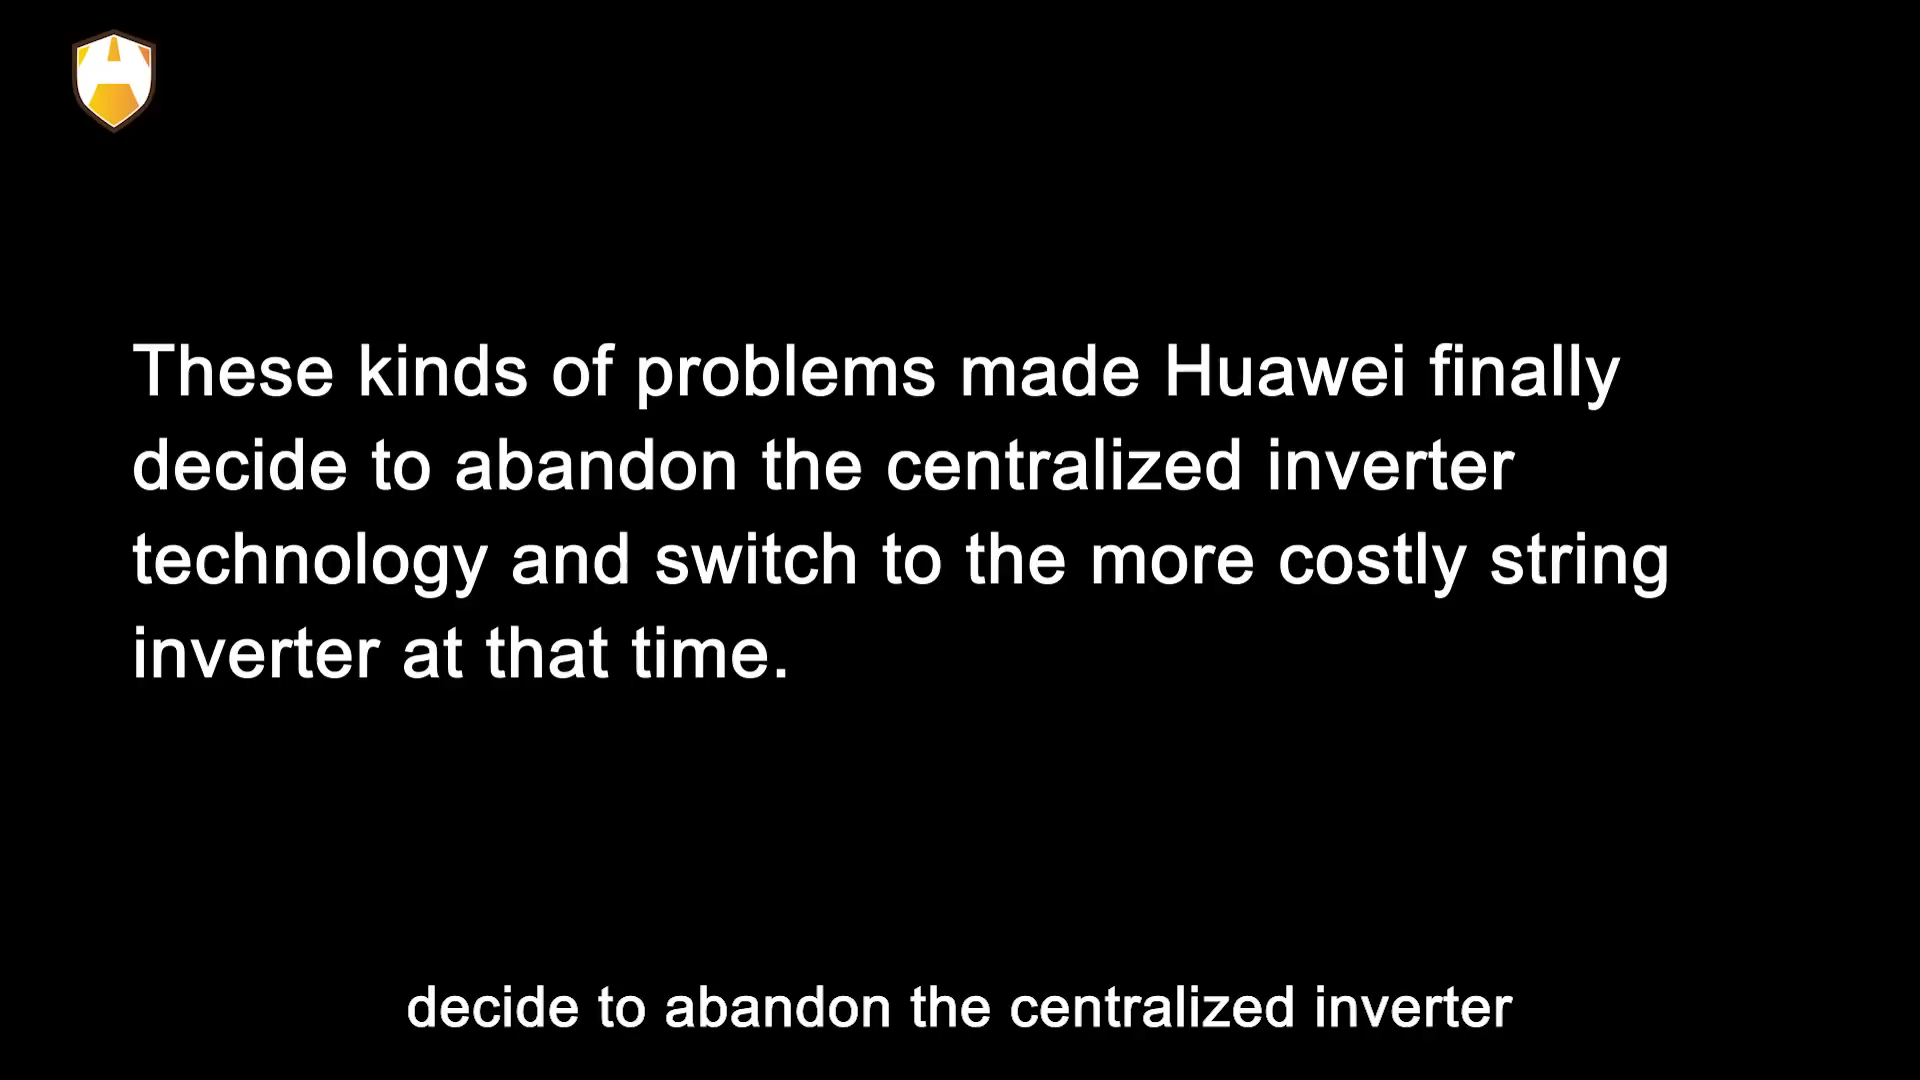 These kinds of problems made Huawei finally
decide to abandon the centralized inverter
technology and switch to the more costly string
inverter at that time.
decide to abandon the centralized inverter